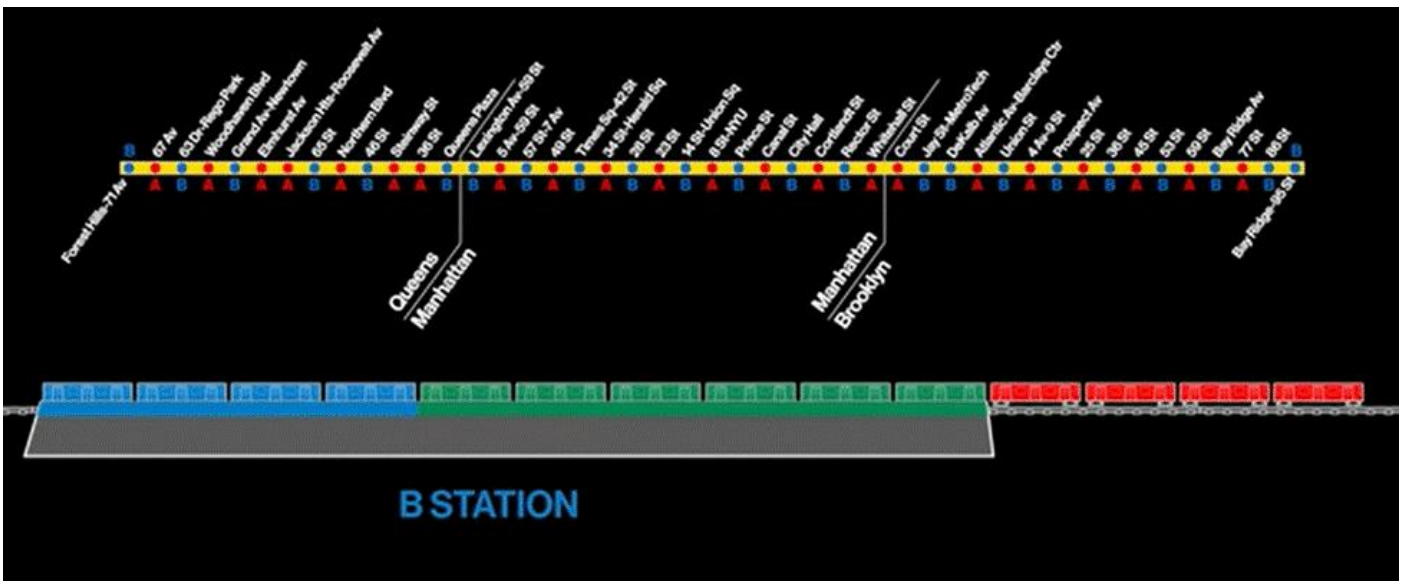 B
Forest Hills-71 Av
67 Av
A
63 Dr-Rego Park
B
Woodhaven Blvd
A
Grand Av-Newtown
B
Elmhurst Av
A
Jackson Hts-Roosevelt Av
A
65 St
B
Northern Blvd
A
46 St
B
Steinway St
A
36 St
A
Queens Plaza
B
Queens
Manhattan
Lexington Av-59 St
B
5 Av-59 St
A
57 St-7 Av
B
49 St
A
Times Sq-42 St
B
34 St-Herald Sq
A
28 St
B
23 St
A
14 St-Union Sq
B
8 St-NYU
A
Prince St
B
Canal St
A
City Hall
B
Cortlandt St
A
Rector St
B
Whitehall St
A
Manhattan
Brooklyn
Court St
A
Jay St-MetroTech
B
DeKalb Av
B
Atlantic Av-Barclays Ctr
A
Union St
B
4 Av-9 St
A
Prospect Av
B
25 St
A
36 St
B
45 St
A
53 St
B
59 St
A
Bay Ridge Av
B
77 St
A
86 St
B
B
Bay Ridge-95 St
B STATION